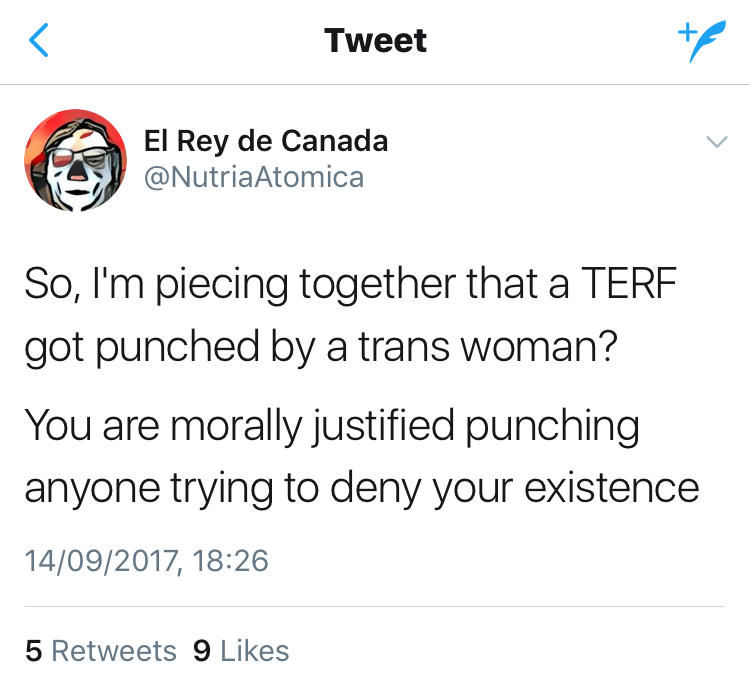 Tweet
El Rey de Canada
@NutriaAtomica
So, I'm piecing together that a TERF
got punched by a trans woman?
You are morally justified punching
anyone trying to deny your existence
14/09/2017, 18:26
5 Retweets 9 Likes